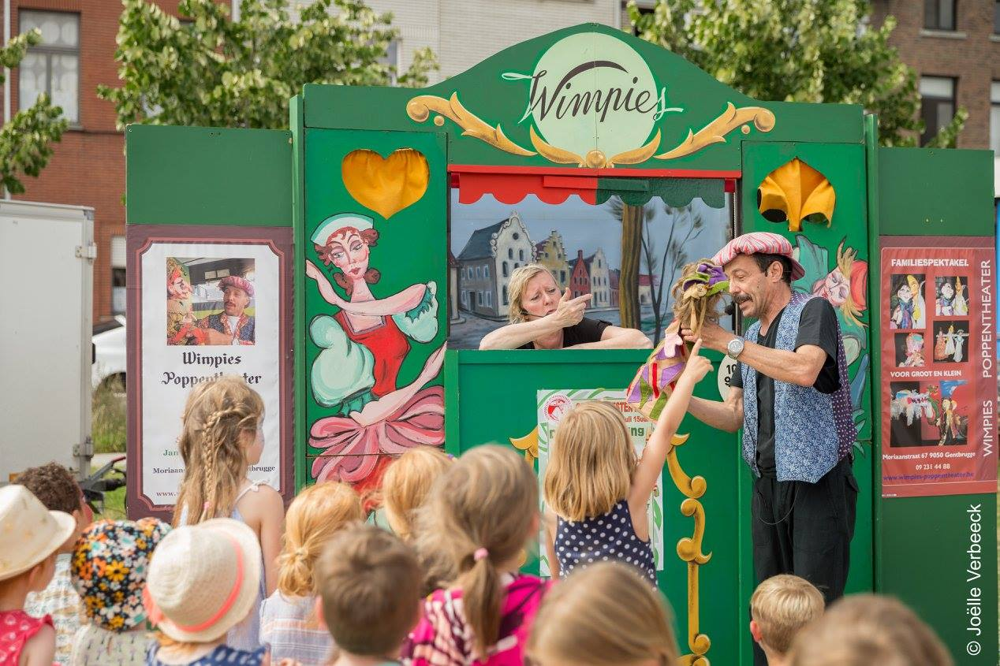 Wimpies
Wimpies
Poppentheater
FAMILIESPEKTAKEL
VOOR GROOT EN KLEIN
Moriaanstraat 67 9050 Gentbrugge
09 231 44 88
www.wimpies-poppentheater.be
WIMPIES POPPENTHEATER
© Joëlle Verbeeck